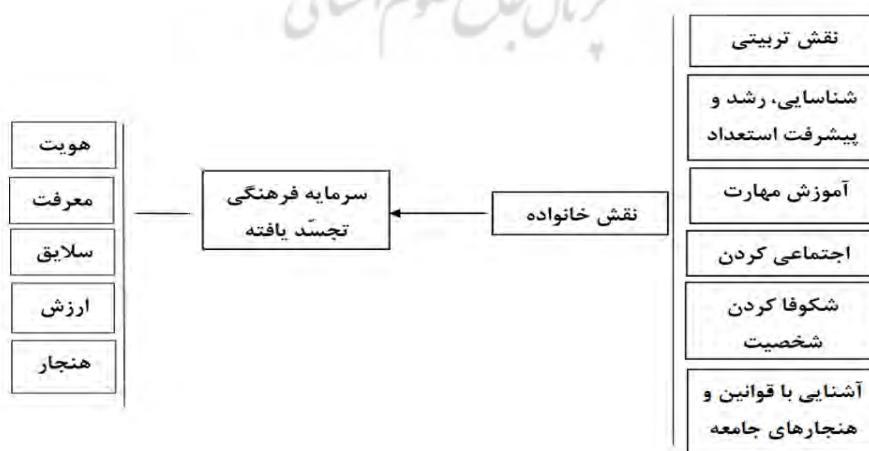 نقش تربیتی
شناسایی، رشد و
پیشرفت استعداد
آموزش مهارت
اجتماعی کردن
شکوفا کردن
شخصیت
آشنایی با قوانین و
هنجارهای جامعه
نقش خانواده
سرمایه فرهنگی
تجسّد یافته
هویت
معرفت
سلایق
ارزش
هنجار